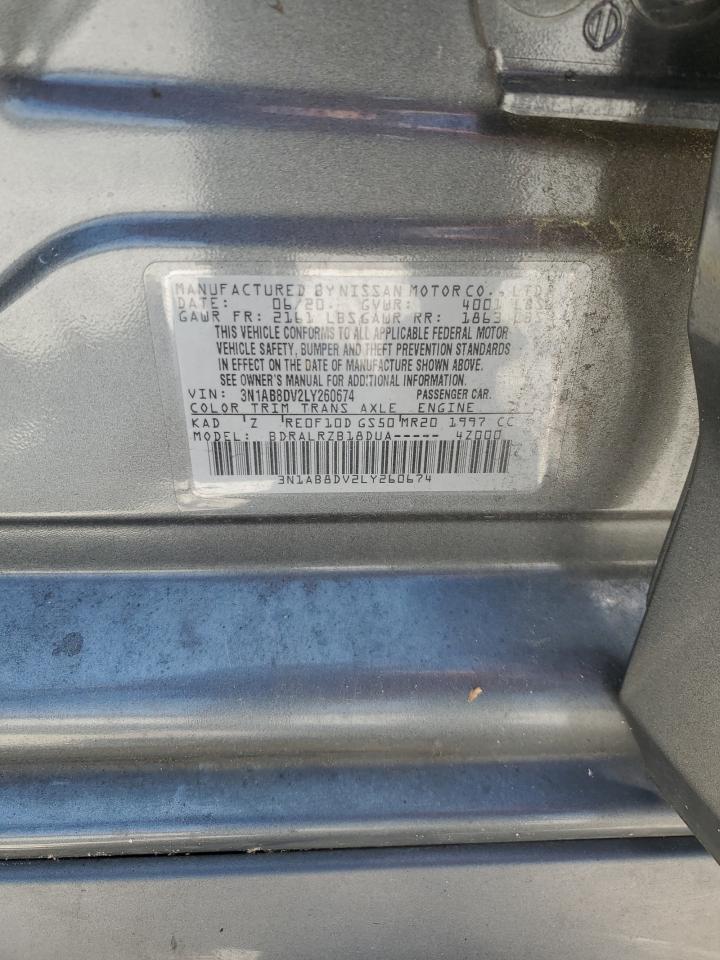 MANUFACTURED BY NISSAN MOTOR CO., LTD.
DATE: 06/20 GVWR: 4001 LBS
GAWR FR: 2161 LBS GAWR RR: 1863 LBS
THIS VEHICLE CONFORMS TO ALL APPLICABLE FEDERAL MOTOR
VEHICLE SAFETY, BUMPER AND THEFT PREVENTION STANDARDS
IN EFFECT ON THE DATE OF MANUFACTURE SHOWN ABOVE.
SEE OWNER'S MANUAL FOR ADDITIONAL INFORMATION.
VIN: 3N1AB8DV2LY260674 PASSENGER CAR.
COLOR TRIM TRANS AXLE ENGINE
KAD Z RE0F10D GS50 MR20 1997 CC
MODEL: BDRALRZB18DUA----- 4Z000
3N1AB8DV2LY260674